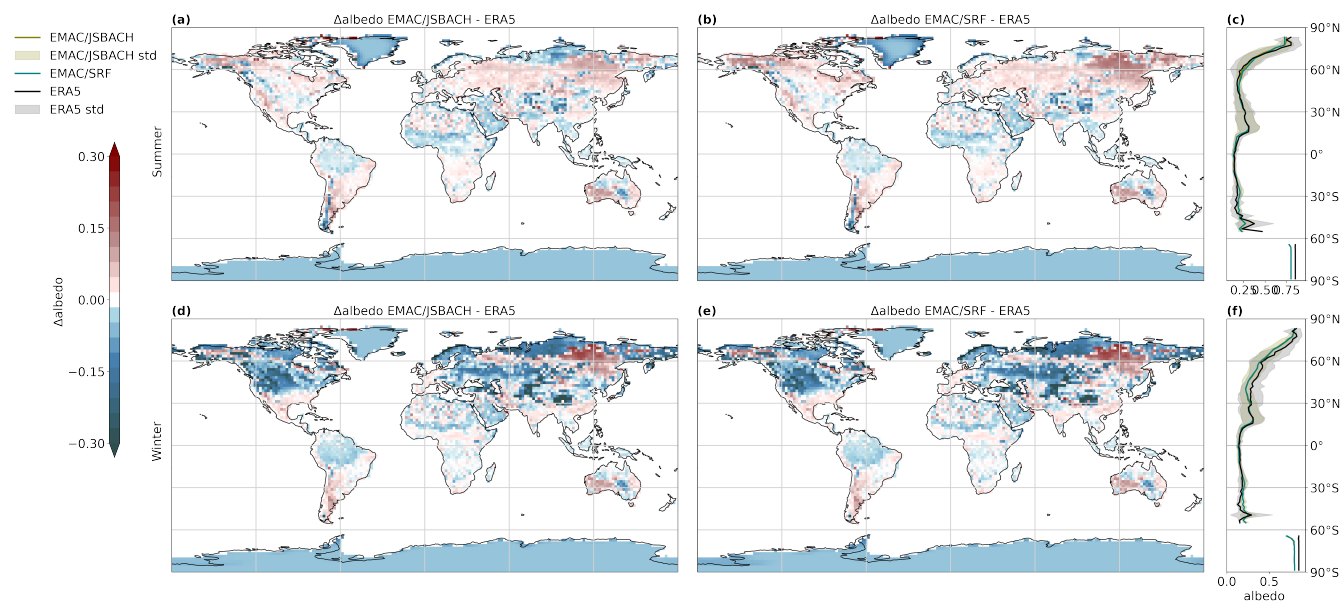 (a) Δalbedo EMAC/JSBACH - ERA5
(b) Δalbedo EMAC/SRF - ERA5
(c)
EMAC/JSBACH
EMAC/JSBACH std
EMAC/SRF
ERA5
ERA5 std
Summer
90°N
60°N
30°N
0°
30°S
60°S
90°S
0.25 0.50 0.75
0.30
0.15
0.00
−0.15
−0.30
Δalbedo
(d) Δalbedo EMAC/JSBACH - ERA5
(e) Δalbedo EMAC/SRF - ERA5
(f)
Winter
90°N
60°N
30°N
0°
30°S
60°S
90°S
0.0 0.5
albedo